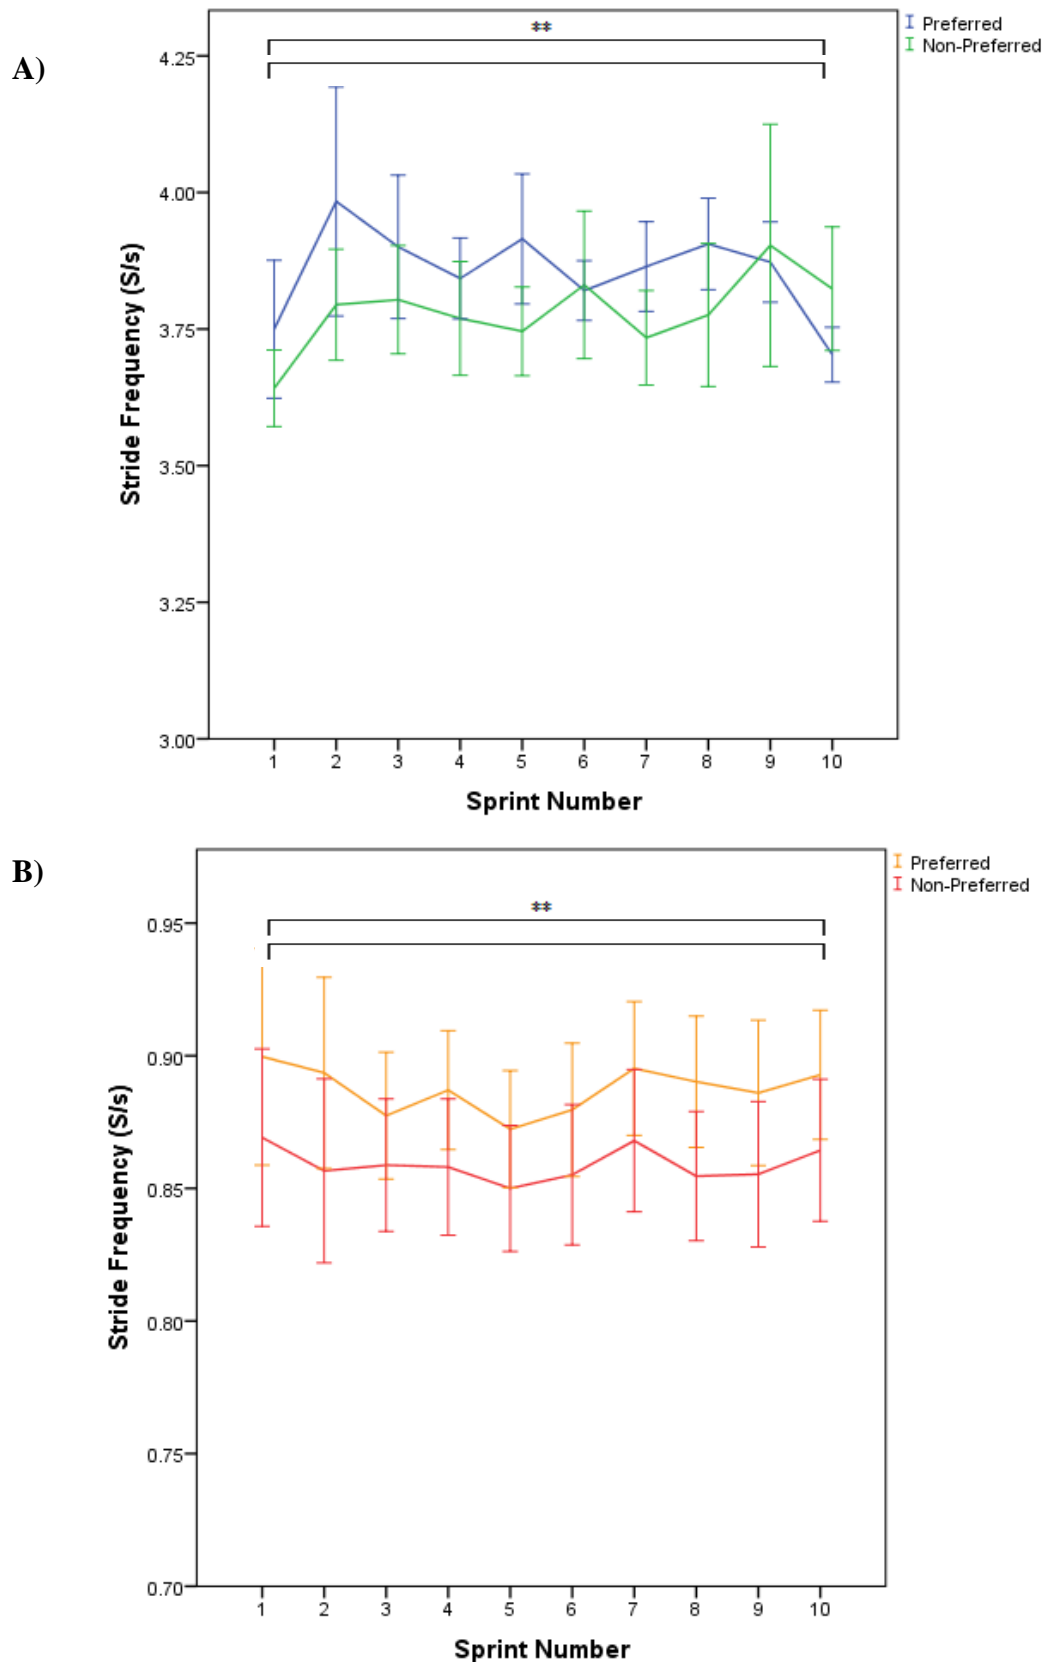 A)
**
Preferred
Non-Preferred
4.25
4.00
3.75
3.50
3.25
3.00
Stride Frequency (S/s)
1 2 3 4 5 6 7 8 9 10
Sprint Number
B)
**
Preferred
Non-Preferred
0.95
0.90
0.85
0.80
0.75
0.70
Stride Frequency (S/s)
1 2 3 4 5 6 7 8 9 10
Sprint Number